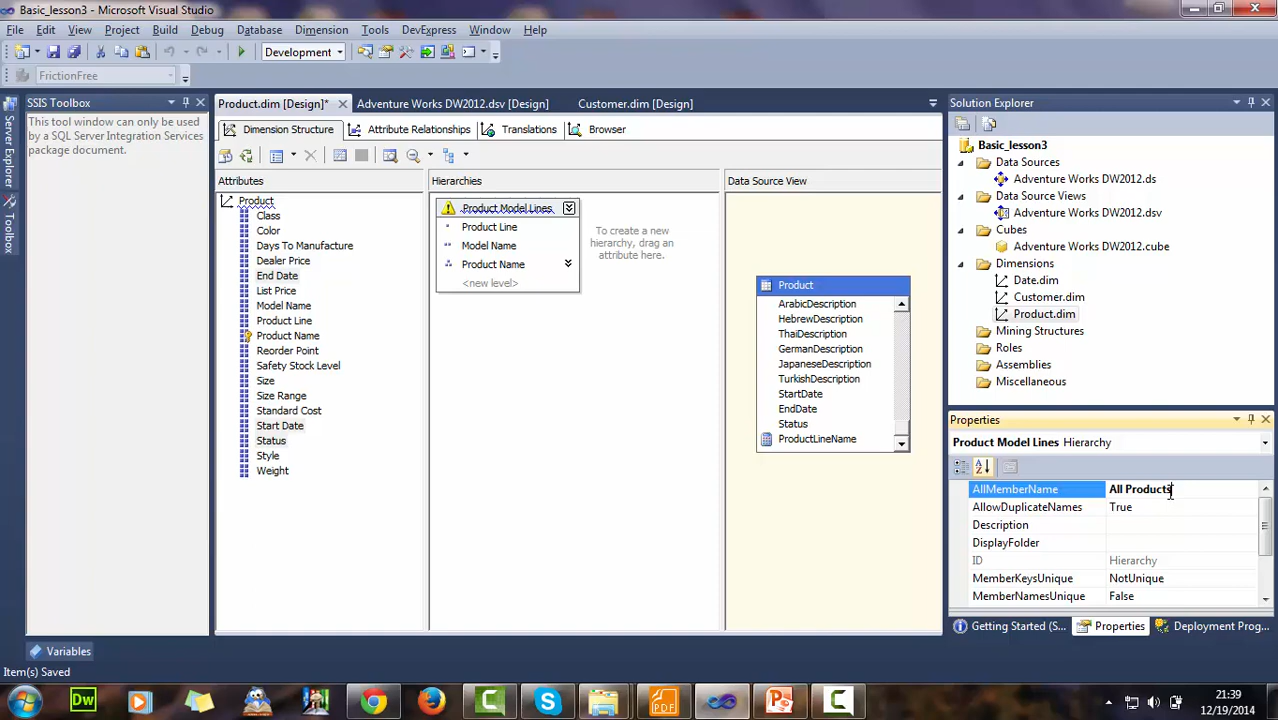 Basic_lesson3 - Microsoft Visual Studio
File Edit View Project Build Debug Database Dimension Tools DevExpress Window Help
Development
FrictionFree
SSIS Toolbox
This tool window can only be used by a SQL Server Integration Services package document.
Server Explorer
Toolbox
Product.dim [Design]* Adventure Works DW2012.dsv [Design] Customer.dim [Design]
Dimension Structure Attribute Relationships Translations Browser
Attributes
Product
Class
Color
Days To Manufacture
Dealer Price
End Date
List Price
Model Name
Product Line
Product Name
Reorder Point
Safety Stock Level
Size
Size Range
Standard Cost
Start Date
Status
Style
Weight
Hierarchies
Product Model Lines
Product Line
Model Name
Product Name
<new level>
To create a new
hierarchy, drag an
attribute here.
Data Source View
Product
ArabicDescription
HebrewDescription
ThaiDescription
GermanDescription
JapaneseDescription
TurkishDescription
StartDate
EndDate
Status
ProductLineName
Solution Explorer
Basic_lesson3
Data Sources
Adventure Works DW2012.ds
Data Source Views
Adventure Works DW2012.dsv
Cubes
Adventure Works DW2012.cube
Dimensions
Date.dim
Customer.dim
Product.dim
Mining Structures
Roles
Assemblies
Miscellaneous
Properties
Product Model Lines Hierarchy
AllMemberName All Products
AllowDuplicateNames True
Description
DisplayFolder
ID Hierarchy
MemberKeysUnique NotUnique
MemberNamesUnique False
Getting Started (S... Properties Deployment Prog...
Variables
Item(s) Saved
21:39
12/19/2014